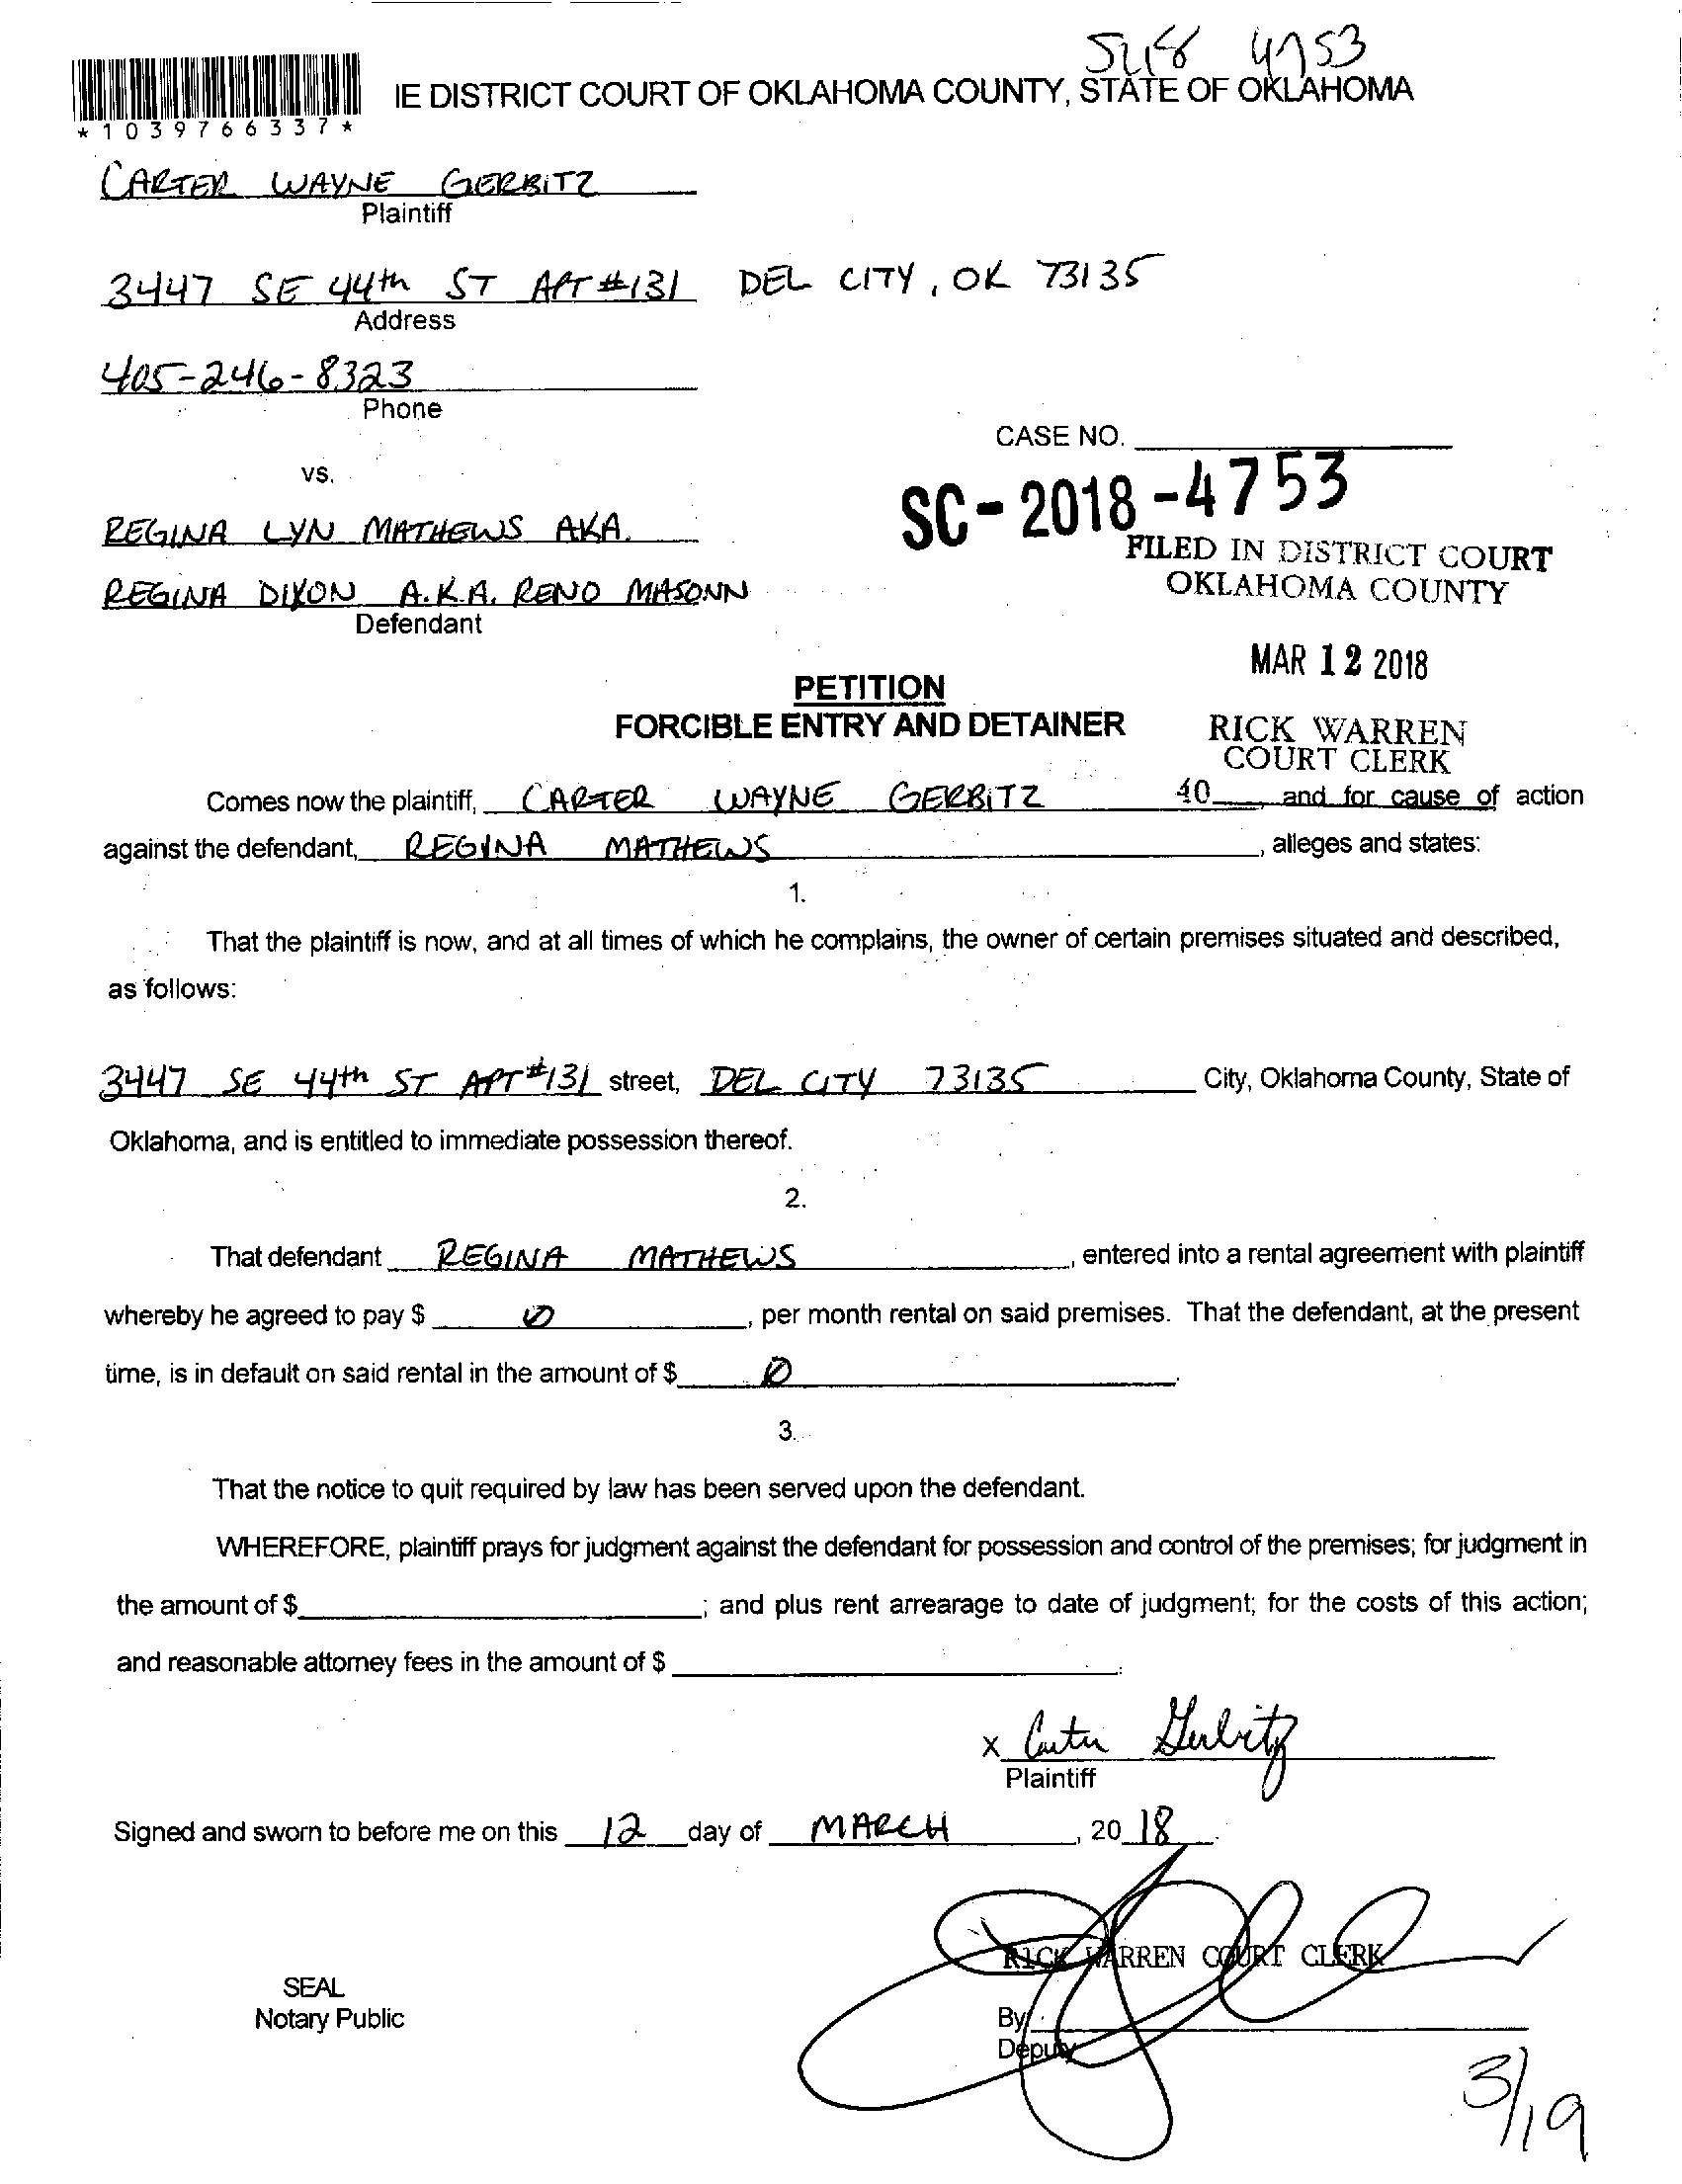 4753
IE DISTRICT COURT OF OKLAHOMA COUNTY, STATE OF OKLAHOMA
*1039766337*
CARTER WAYNE GERBITZ
Plaintiff
3447 SE 44th ST APT #131 DEL CITY, OK 73135
Address
405-246-8323
Phone
CASE NO.
vs.
SC-2018-4753
REGINA LYN MATHEWS AKA.
FILED IN DISTRICT COURT
OKLAHOMA COUNTY
REGINA DIXON A.K.A. RENO MASONN
Defendant
MAR 12 2018
PETITION
FORCIBLE ENTRY AND DETAINER
RICK WARREN
COURT CLERK
Comes now the plaintiff, CARTER WAYNE GERBITZ 40 , and for cause of action
against the defendant, REGINA MATHEWS , alleges and states:
1.
That the plaintiff is now, and at all times of which he complains, the owner of certain premises situated and described,
as follows:
3447 SE 44th ST APT #131 street, DEL CITY 73135 City, Oklahoma County, State of
Oklahoma, and is entitled to immediate possession thereof.
2.
That defendant REGINA MATHEWS , entered into a rental agreement with plaintiff
whereby he agreed to pay $ Ø , per month rental on said premises. That the defendant, at the present
time, is in default on said rental in the amount of $ Ø .
3.
That the notice to quit required by law has been served upon the defendant.
WHEREFORE, plaintiff prays for judgment against the defendant for possession and control of the premises; for judgment in
the amount of $ ; and plus rent arrearage to date of judgment; for the costs of this action;
and reasonable attorney fees in the amount of $ .
x Carter Gerbitz
Plaintiff
Signed and sworn to before me on this 12 day of MARCH , 20 18 .
RICK WARREN COURT CLERK
SEAL
Notary Public
By
Deputy
3/19